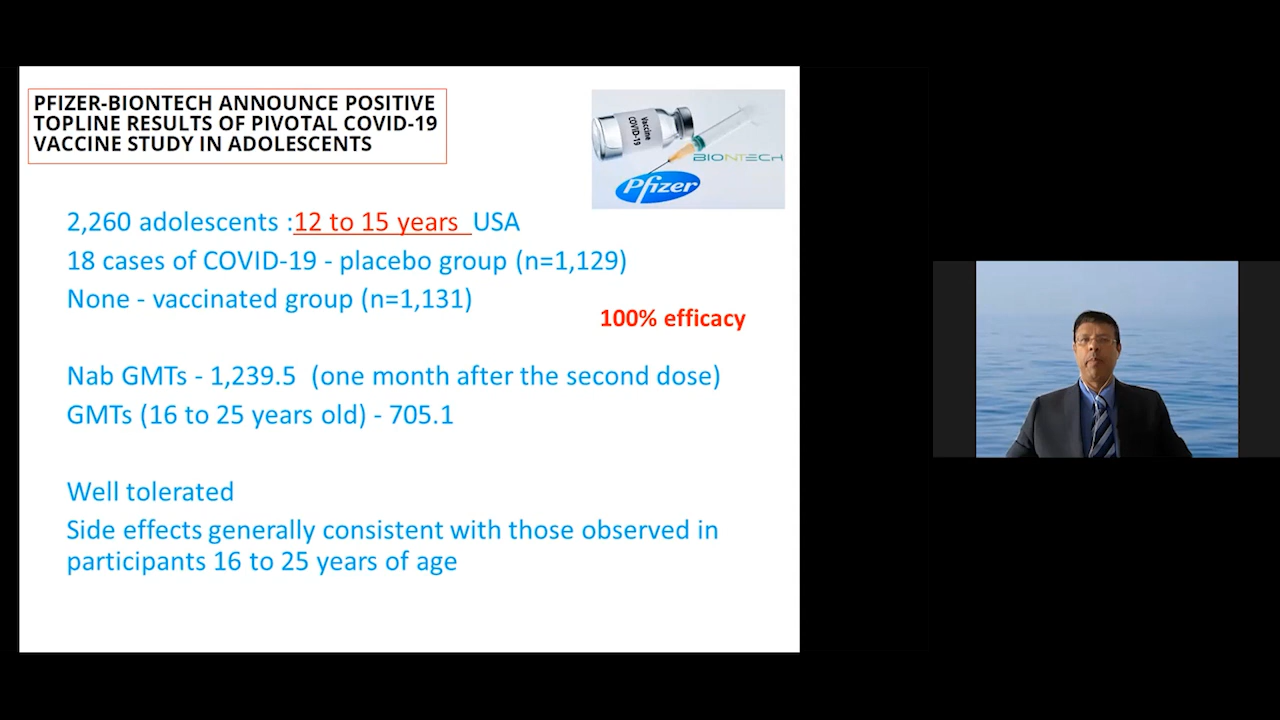 PFIZER-BIONTECH ANNOUNCE POSITIVE
TOPLINE RESULTS OF PIVOTAL COVID-19
VACCINE STUDY IN ADOLESCENTS
Vaccine
COVID-19
BIONTECH
Pfizer
2,260 adolescents :12 to 15 years USA
18 cases of COVID-19 - placebo group (n=1,129)
None - vaccinated group (n=1,131)
100% efficacy
Nab GMTs - 1,239.5 (one month after the second dose)
GMTs (16 to 25 years old) - 705.1
Well tolerated
Side effects generally consistent with those observed in
participants 16 to 25 years of age